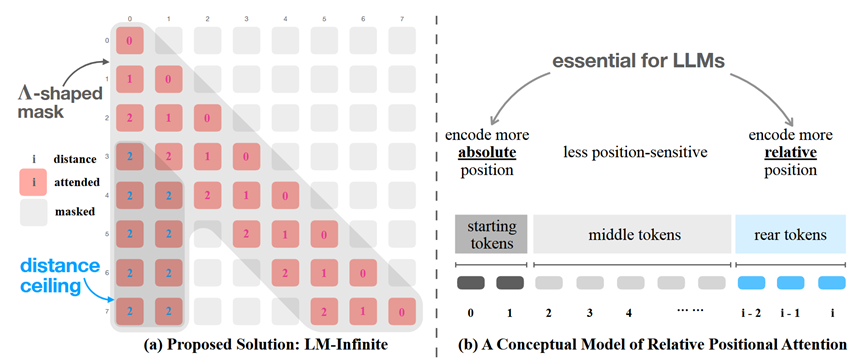 0 1 2 3 4 5 6 7
0 0
1 1 0
2 2 1 0
3 2 2 1 0
4 2 2 2 1 0
5 2 2 2 1 0
6 2 2 2 1 0
7 2 2 2 1 0
Λ-shaped
mask
i distance
i attended
masked
distance
ceiling
(a) Proposed Solution: LM-Infinite
essential for LLMs
encode more
absolute
position
less position-sensitive
encode more
relative
position
starting
tokens
middle tokens
rear tokens
0 1 2 3 4 ... ... i - 2 i - 1 i
(b) A Conceptual Model of Relative Positional Attention